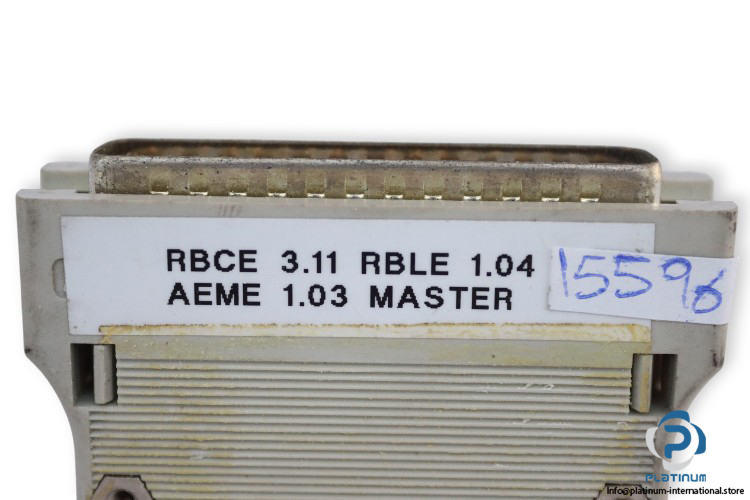 RBCE 3.11 RBLE 1.04
AEME 1.03 MASTER
15596
PLATINUM
info@platinum-international.store